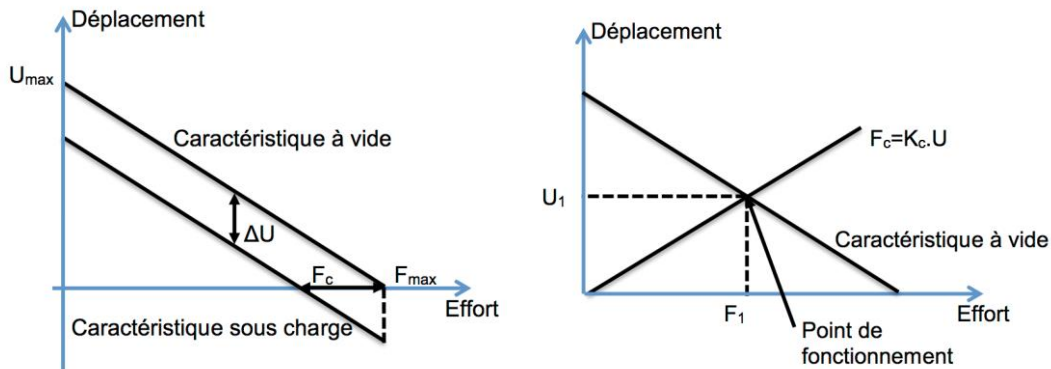 Déplacement
Umax
Caractéristique à vide
ΔU
Fc
Fmax
Effort
Caractéristique sous charge
Déplacement
Fc=Kc.U
U1
Caractéristique à vide
F1
Effort
Point de
fonctionnement